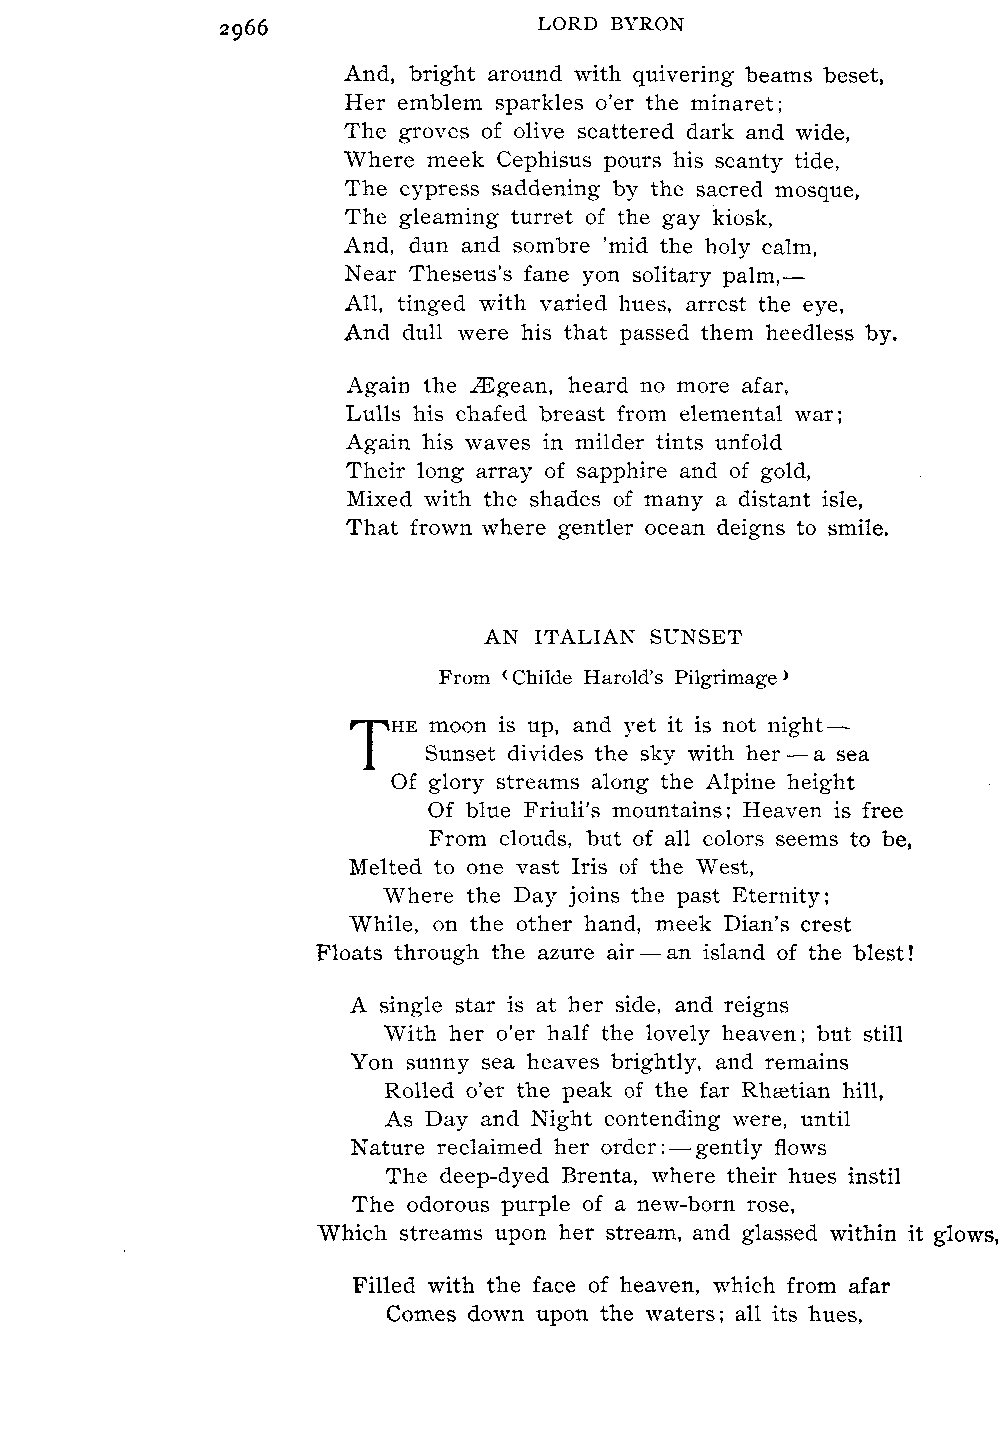 2966 LORD BYRON
And, bright around with quivering beams beset,
Her emblem sparkles o'er the minaret;
The groves of olive scattered dark and wide,
Where meek Cephisus pours his scanty tide,
The cypress saddening by the sacred mosque,
The gleaming turret of the gay kiosk,
And, dun and sombre 'mid the holy calm,
Near Theseus's fane yon solitary palm,—
All, tinged with varied hues, arrest the eye,
And dull were his that passed them heedless by.
Again the Ægean, heard no more afar,
Lulls his chafed breast from elemental war;
Again his waves in milder tints unfold
Their long array of sapphire and of gold,
Mixed with the shades of many a distant isle,
That frown where gentler ocean deigns to smile.
AN ITALIAN SUNSET
From ‹Childe Harold's Pilgrimage›
THE moon is up, and yet it is not night—
Sunset divides the sky with her — a sea
Of glory streams along the Alpine height
Of blue Friuli's mountains; Heaven is free
From clouds, but of all colors seems to be,
Melted to one vast Iris of the West,
Where the Day joins the past Eternity;
While, on the other hand, meek Dian's crest
Floats through the azure air — an island of the blest!
A single star is at her side, and reigns
With her o'er half the lovely heaven; but still
Yon sunny sea heaves brightly, and remains
Rolled o'er the peak of the far Rhætian hill,
As Day and Night contending were, until
Nature reclaimed her order: — gently flows
The deep-dyed Brenta, where their hues instil
The odorous purple of a new-born rose,
Which streams upon her stream, and glassed within it glows,
Filled with the face of heaven, which from afar
Comes down upon the waters; all its hues,